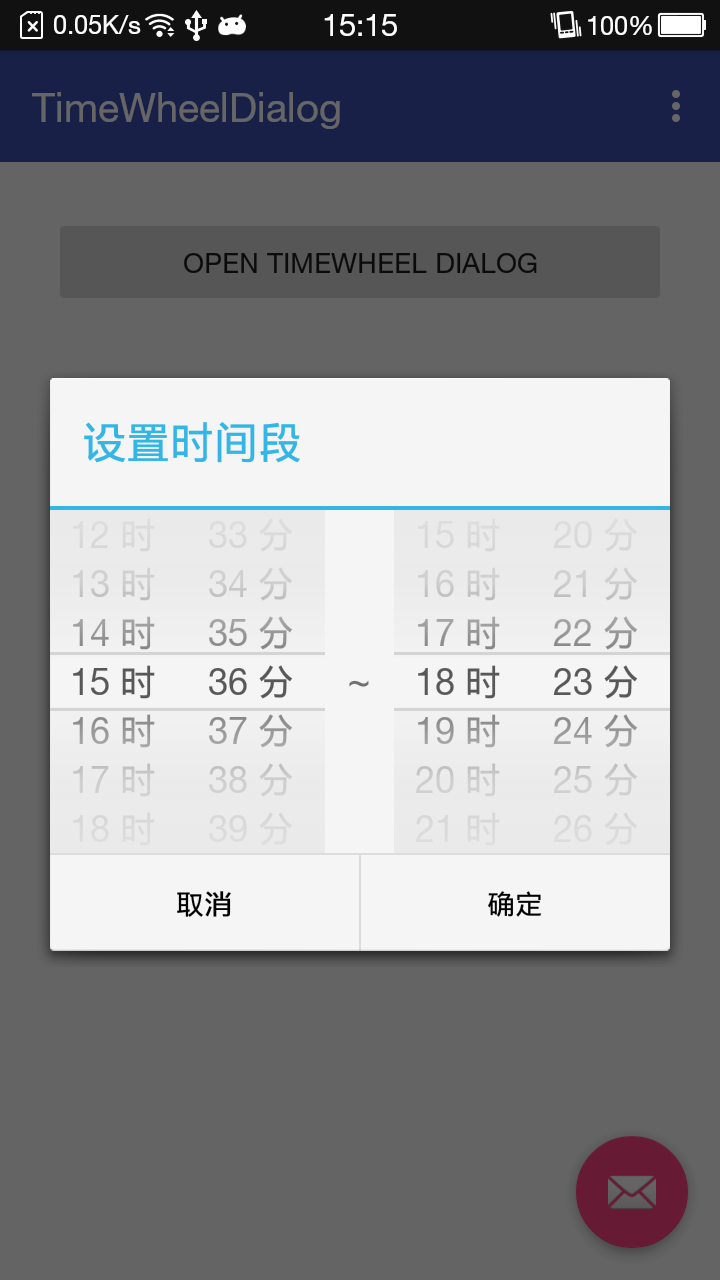 0.05K/s 15:15 100%
TimeWheelDialog
OPEN TIMEWHEEL DIALOG
设置时间段
12 时 33 分 15 时 20 分
13 时 34 分 16 时 21 分
14 时 35 分 17 时 22 分
15 时 36 分 ~ 18 时 23 分
16 时 37 分 19 时 24 分
17 时 38 分 20 时 25 分
18 时 39 分 21 时 26 分
取消 确定